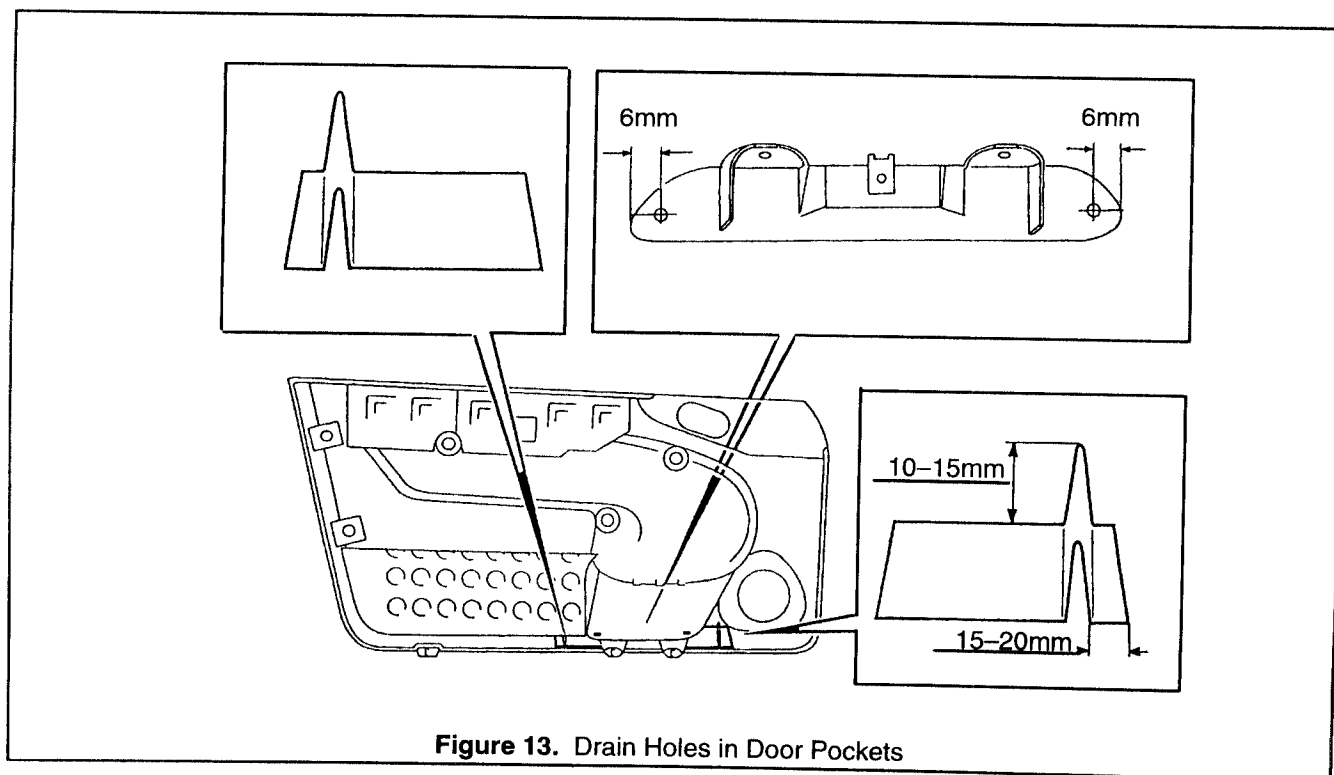 6mm
6mm
10–15mm
15–20mm
Figure 13. Drain Holes in Door Pockets